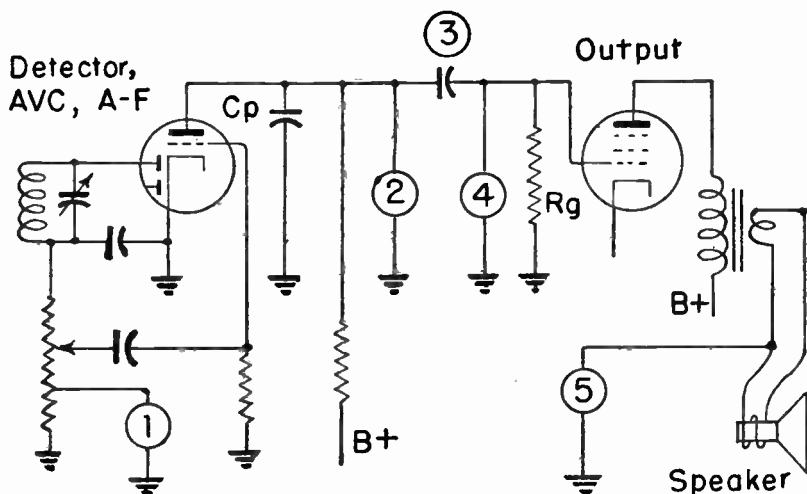 3
Output
Detector,
AVC, A-F
Cp
2
4
Rg
B+
5
1
B+
Speaker